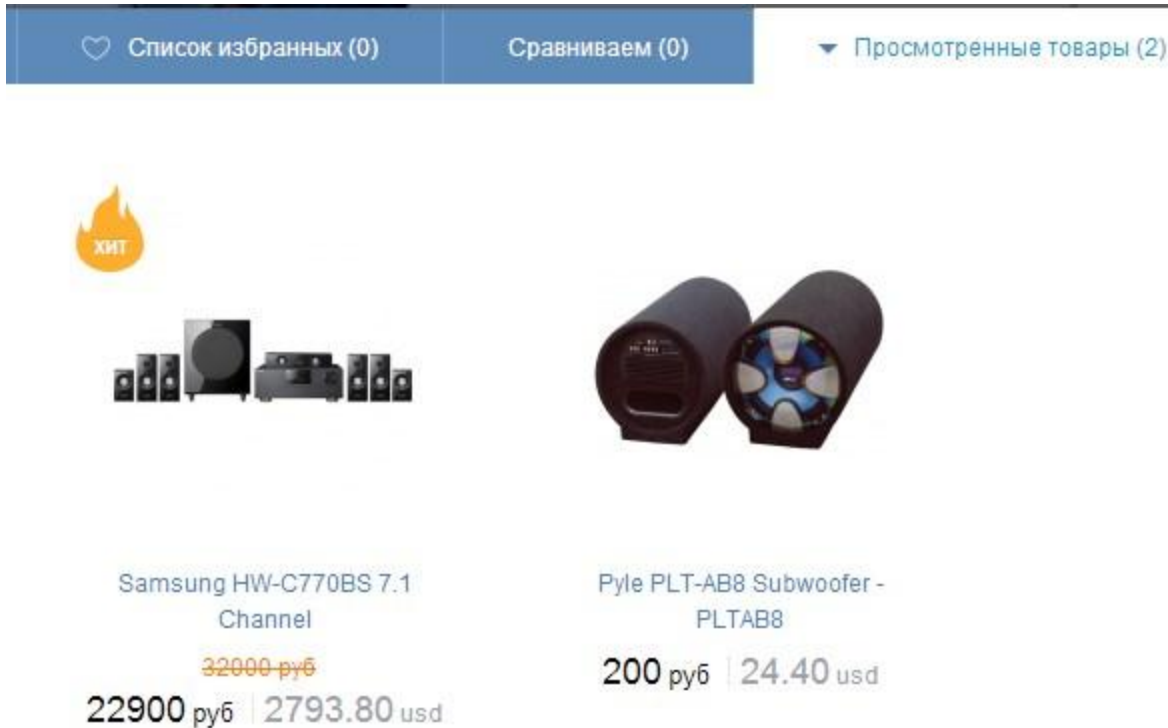 Список избранных (0)
Сравниваем (0)
Просмотренные товары (2)
ХИТ
Samsung HW-C770BS 7.1
Channel
32000 руб
22900 руб 2793.80 usd
Pyle PLT-AB8 Subwoofer -
PLTAB8
200 руб 24.40 usd